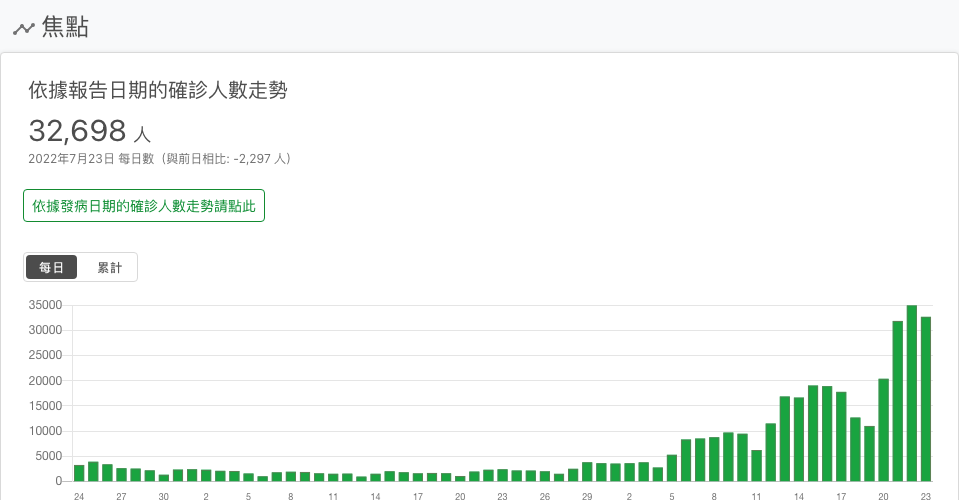 焦點
依據報告日期的確診人數走勢
32,698 人
2022年7月23日 每日數（與前日相比: -2,297 人）
依據發病日期的確診人數走勢請點此
每日 累計
35000
30000
25000
20000
15000
10000
5000
0
24 27 30 2 5 8 11 14 17 20 23 26 29 2 5 8 11 14 17 20 23